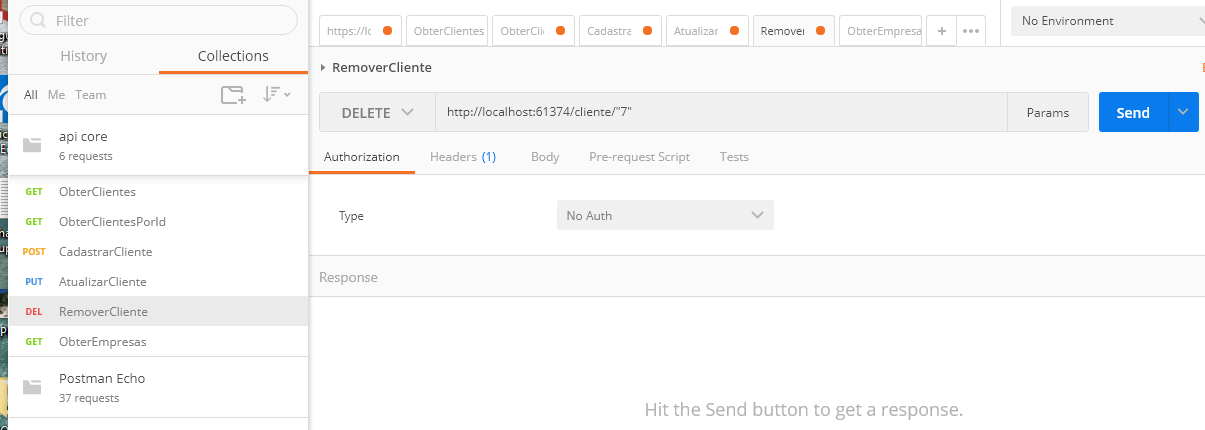 Filter
History Collections
All Me Team
api core
6 requests
GET ObterClientes
GET ObterClientesPorId
POST CadastrarCliente
PUT AtualizarCliente
DEL RemoverCliente
GET ObterEmpresas
Postman Echo
37 requests
https://lc ObterClientes ObterClie Cadastra Atualizar Remover ObterEmpresa + ••• No Environment
RemoverCliente
DELETE http://localhost:61374/cliente/"7" Params Send
Authorization Headers (1) Body Pre-request Script Tests
Type No Auth
Response
Hit the Send button to get a response.